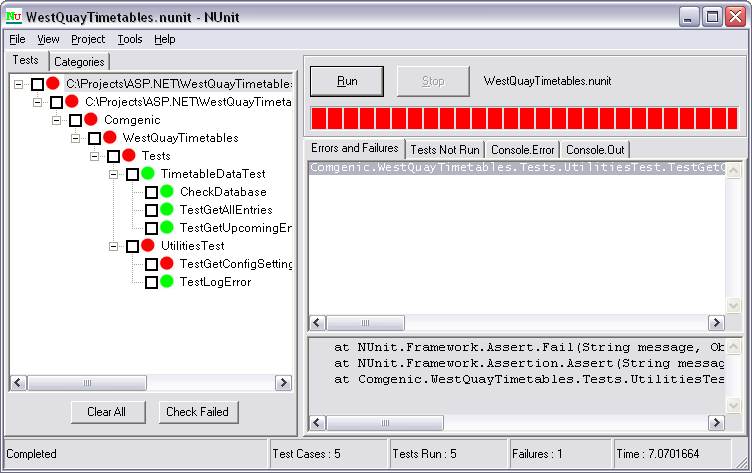 WestQuayTimetables.nunit - NUnit
File View Project Tools Help
Tests Categories
C:\Projects\ASP.NET\WestQuayTimetable
C:\Projects\ASP.NET\WestQuayTimeta
Comgenic
WestQuayTimetables
Tests
TimetableDataTest
CheckDatabase
TestGetAllEntries
TestGetUpcomingEn
UtilitiesTest
TestGetConfigSetting
TestLogError
Clear All Check Failed
Run Stop WestQuayTimetables.nunit
Errors and Failures Tests Not Run Console.Error Console.Out
Comgenic.WestQuayTimetables.Tests.UtilitiesTest.TestGetC
at NUnit.Framework.Assert.Fail(String message, Ob
at NUnit.Framework.Assertion.Assert(String messag
at Comgenic.WestQuayTimetables.Tests.UtilitiesTes
Completed Test Cases : 5 Tests Run : 5 Failures : 1 Time : 7.0701664